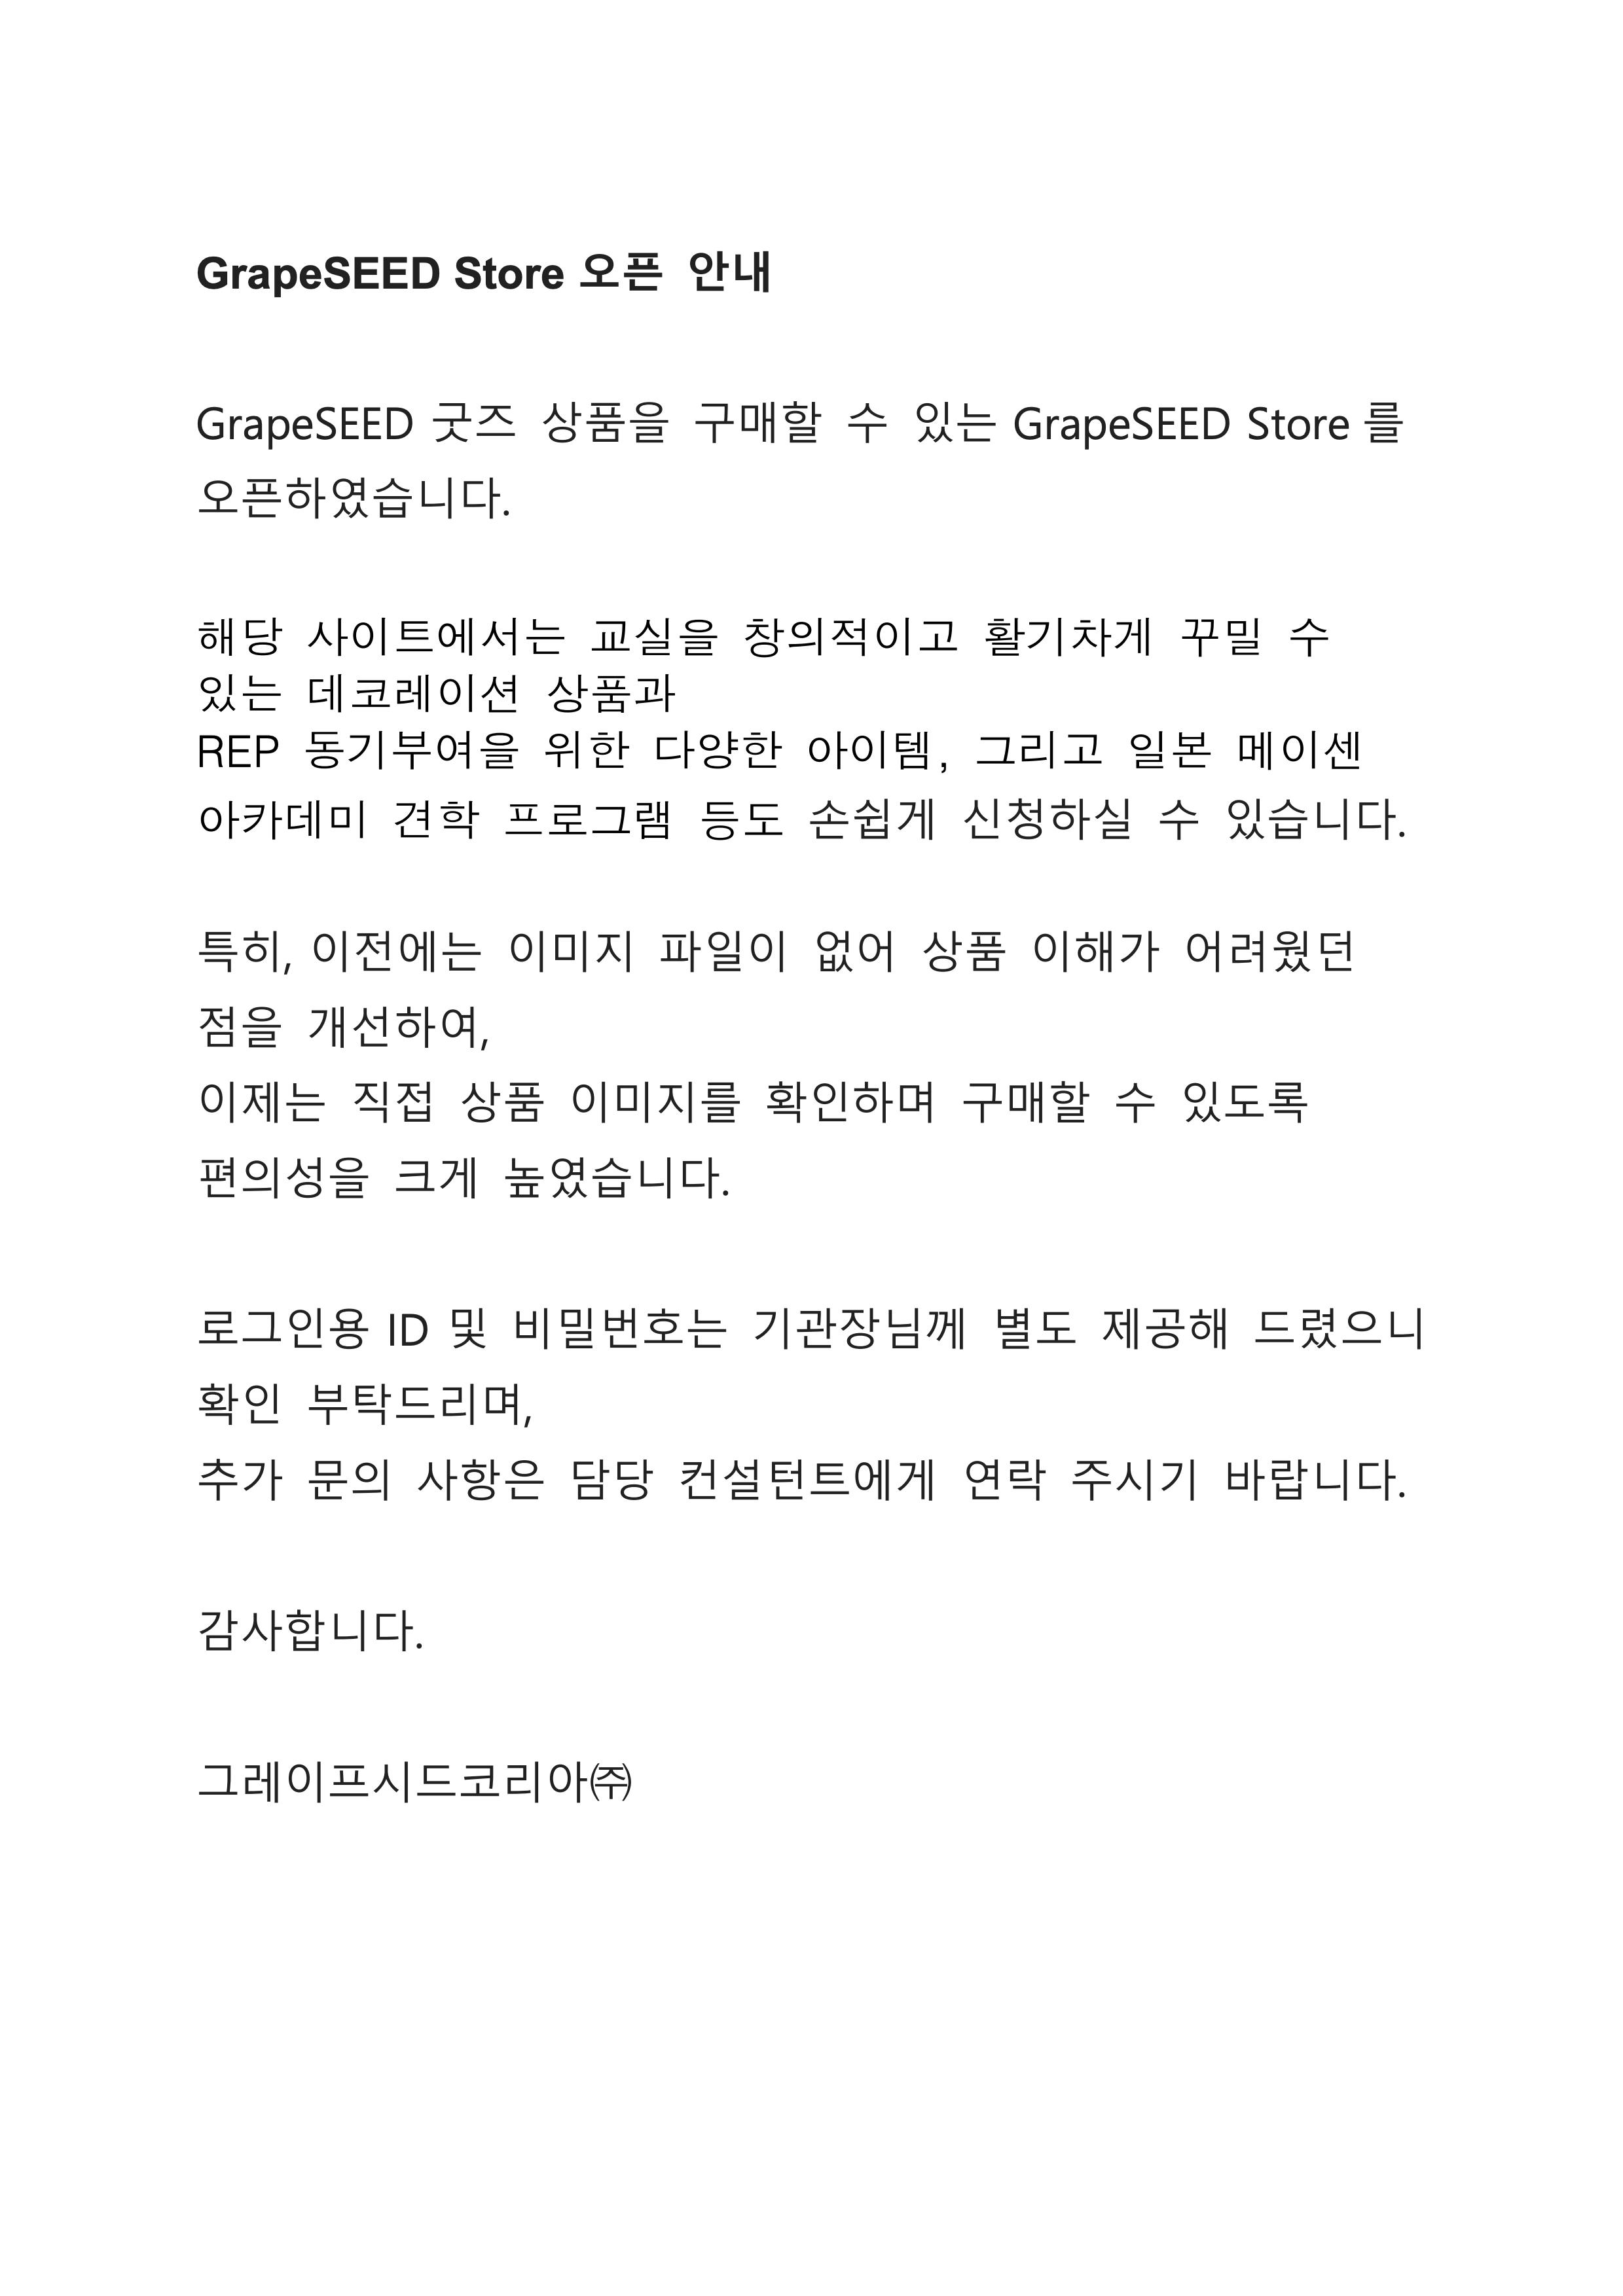 GrapeSEED Store 오픈 안내
GrapeSEED 굿즈 상품을 구매할 수 있는 GrapeSEED Store 를
오픈하였습니다.
해당 사이트에서는 교실을 창의적이고 활기차게 꾸밀 수
있는 데코레이션 상품과
REP 동기부여을 위한 다양한 아이템, 그리고 일본 메이센
아카데미 견학 프로그램 등도 손쉽게 신청하실 수 있습니다.
특히, 이전에는 이미지 파일이 없어 상품 이해가 어려웠던
점을 개선하여,
이제는 직접 상품 이미지를 확인하며 구매할 수 있도록
편의성을 크게 높였습니다.
로그인용 ID 및 비밀번호는 기관장님께 별도 제공해 드렸으니
확인 부탁드리며,
추가 문의 사항은 담당 컨설턴트에게 연락 주시기 바랍니다.
감사합니다.
그레이프시드코리아㈜